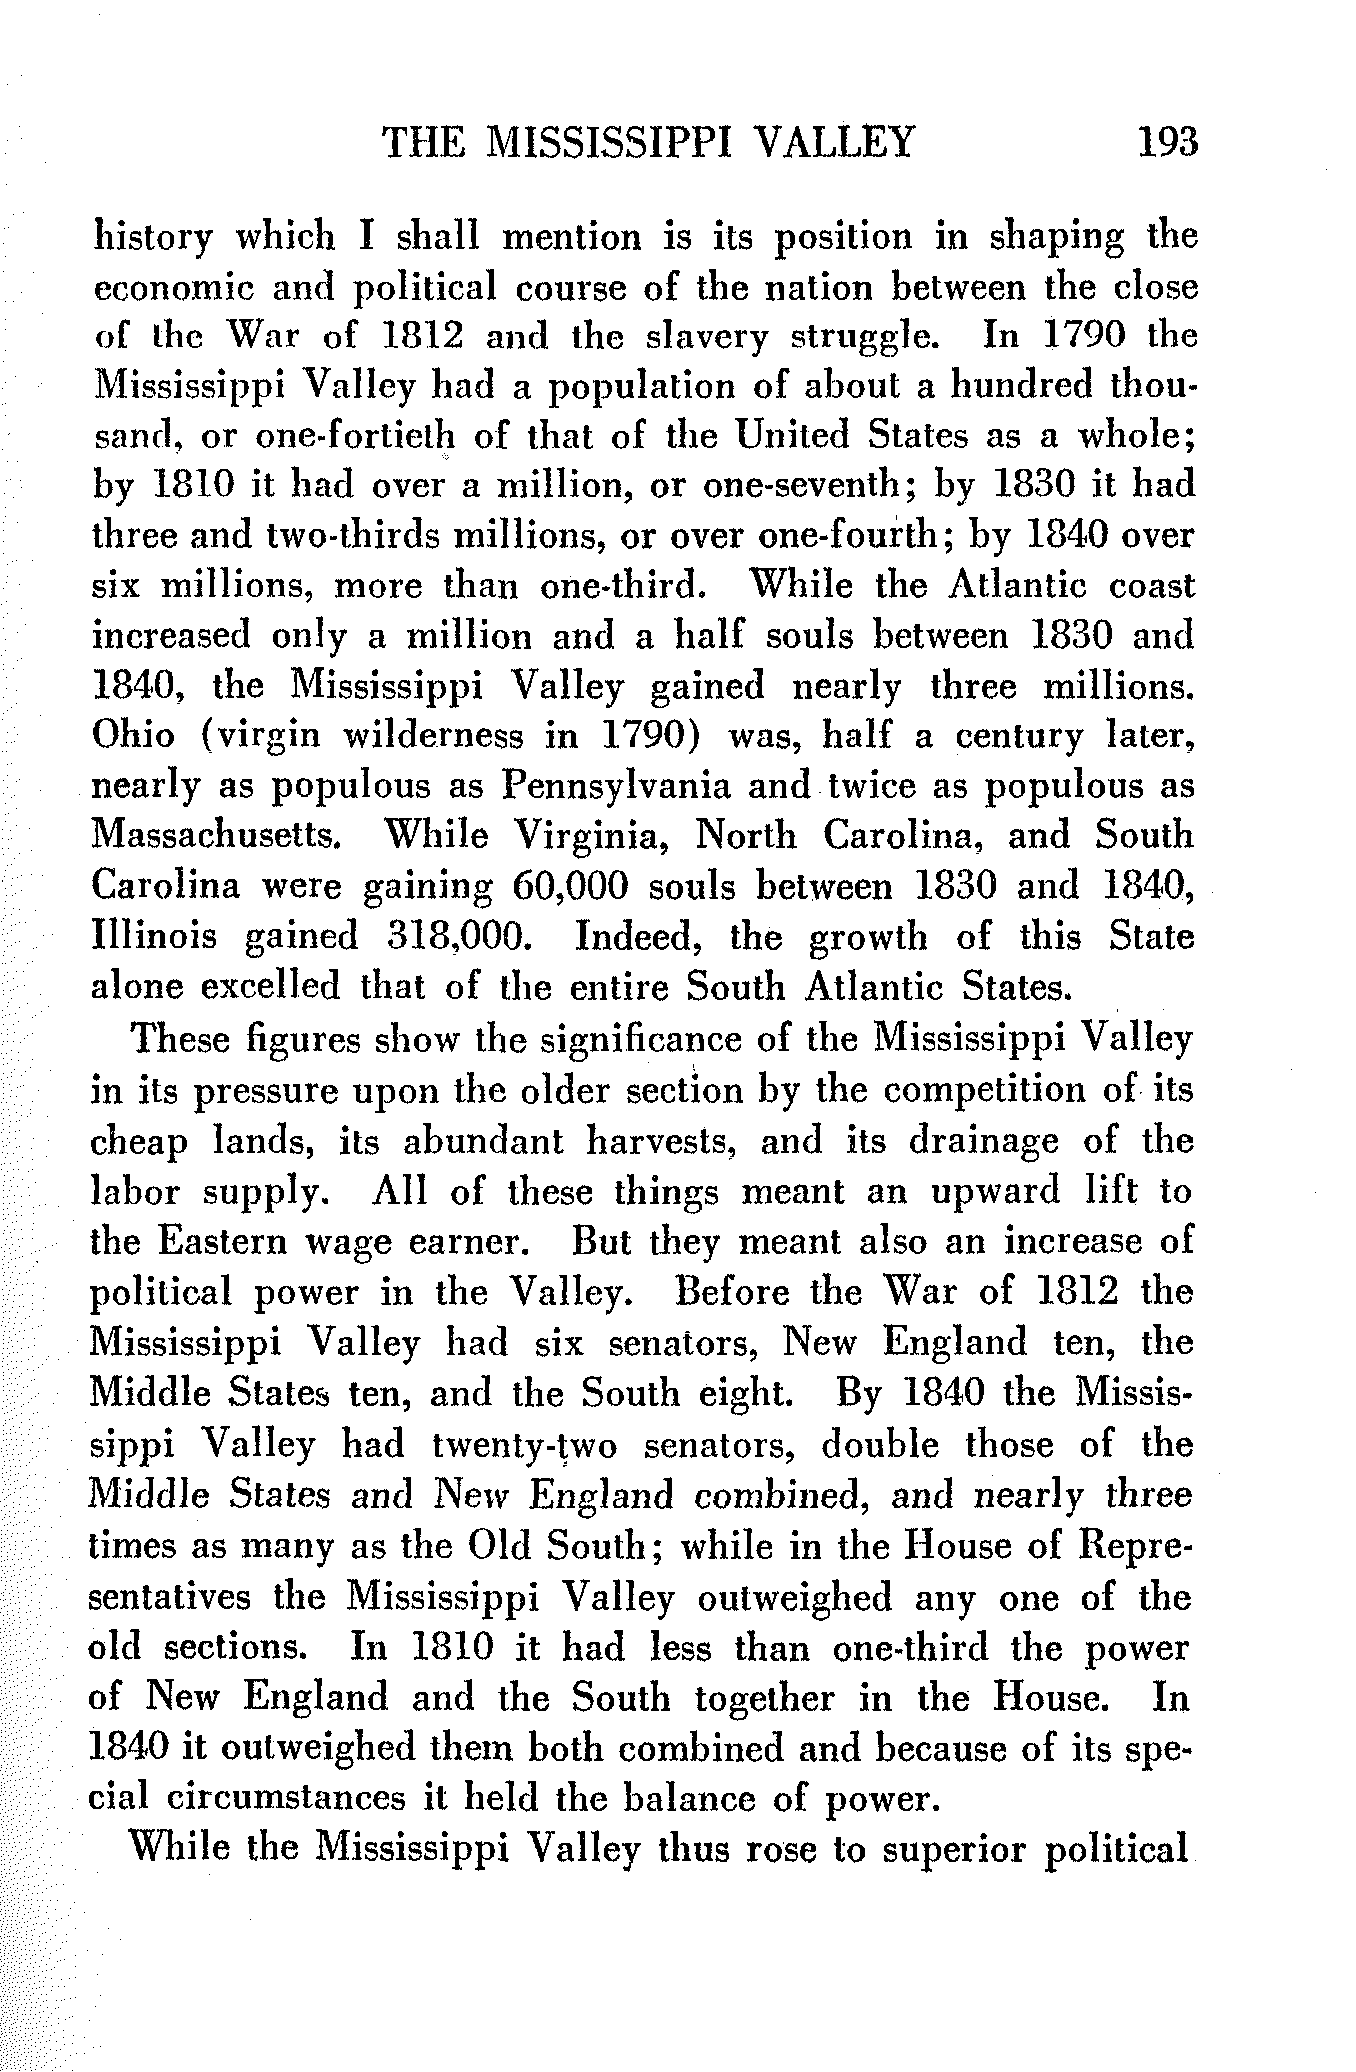 THE MISSISSIPPI VALLEY 193
history which I shall mention is its position in shaping the
economic and political course of the nation between the close
of the War of 1812 and the slavery struggle. In 1790 the
Mississippi Valley had a population of about a hundred thou-
sand, or one-fortieth of that of the United States as a whole;
by 1810 it had over a million, or one-seventh; by 1830 it had
three and two-thirds millions, or over one-fourth; by 1840 over
six millions, more than one-third. While the Atlantic coast
increased only a million and a half souls between 1830 and
1840, the Mississippi Valley gained nearly three millions.
Ohio (virgin wilderness in 1790) was, half a century later,
nearly as populous as Pennsylvania and twice as populous as
Massachusetts. While Virginia, North Carolina, and South
Carolina were gaining 60,000 souls between 1830 and 1840,
Illinois gained 318,000. Indeed, the growth of this State
alone excelled that of the entire South Atlantic States.
These figures show the significance of the Mississippi Valley
in its pressure upon the older section by the competition of its
cheap lands, its abundant harvests, and its drainage of the
labor supply. All of these things meant an upward lift to
the Eastern wage earner. But they meant also an increase of
political power in the Valley. Before the War of 1812 the
Mississippi Valley had six senators, New England ten, the
Middle States ten, and the South eight. By 1840 the Missis-
sippi Valley had twenty-two senators, double those of the
Middle States and New England combined, and nearly three
times as many as the Old South; while in the House of Repre-
sentatives the Mississippi Valley outweighed any one of the
old sections. In 1810 it had less than one-third the power
of New England and the South together in the House. In
1840 it outweighed them both combined and because of its spe-
cial circumstances it held the balance of power.
While the Mississippi Valley thus rose to superior political